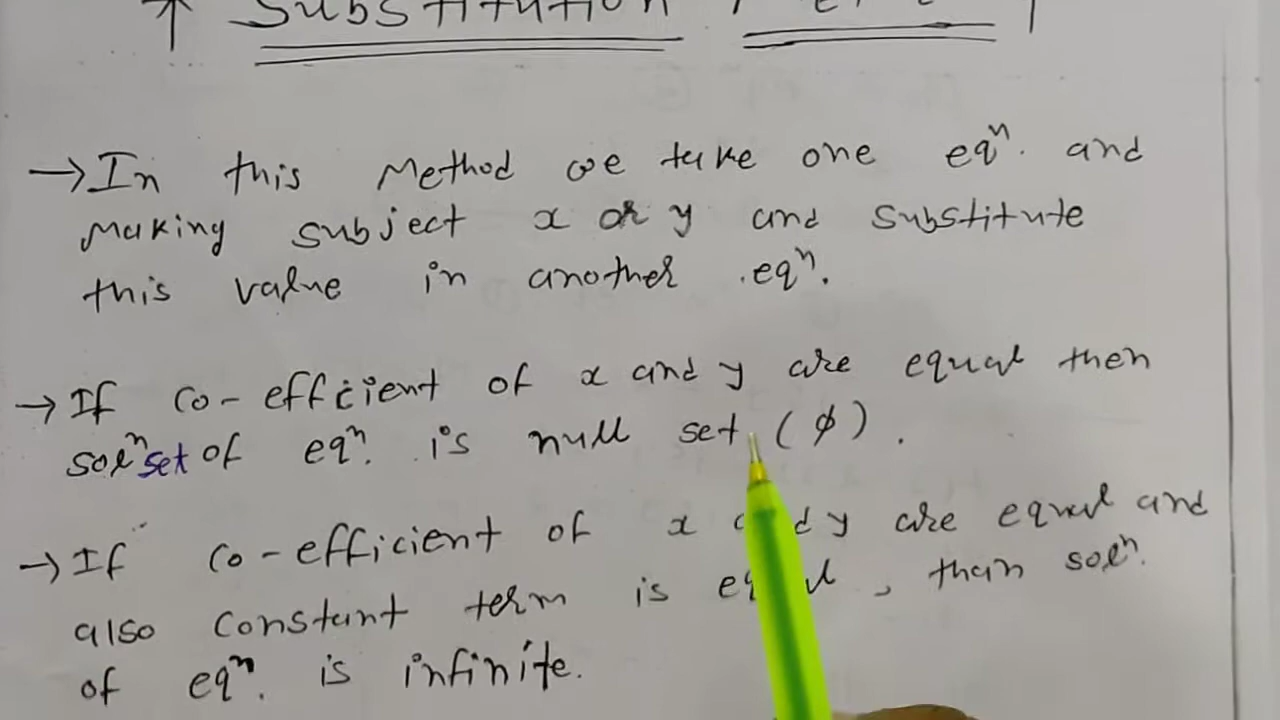 Substitution
→ In this Method we take one eqⁿ. and
Making subject x or y and substitute
this value in another eqⁿ.
→ If co-efficient of x and y are equal then
solⁿ set of eqⁿ. is null set (ϕ).
→ If co-efficient of x and y are equal and
also constant term is equal, than solⁿ.
of eqⁿ. is infinite.